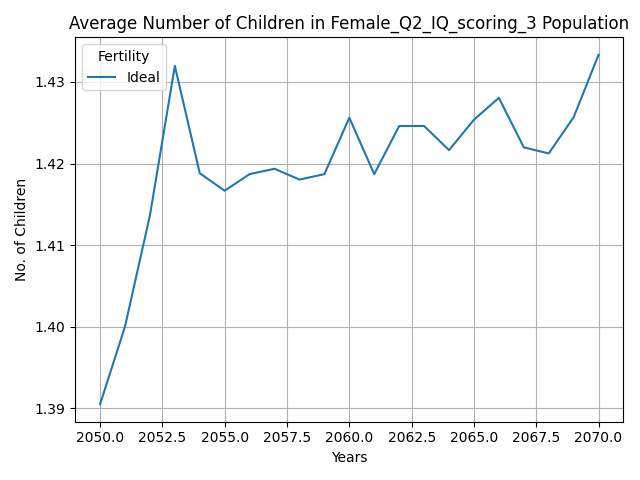 Average Number of Children in Female_Q2_IQ_scoring_3 Population
Fertility
Ideal
No. of Children
1.43
1.42
1.41
1.40
1.39
2050.0 2052.5 2055.0 2057.5 2060.0 2062.5 2065.0 2067.5 2070.0
Years